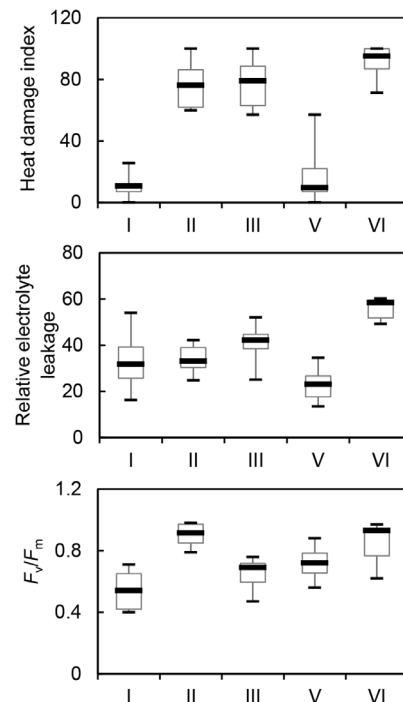 Heat damage index
120
80
40
0
I II III V VI
Relative electrolyte
leakage
80
60
40
20
0
I II III V VI
Fv/Fm
1.2
0.8
0.4
0
I II III V VI